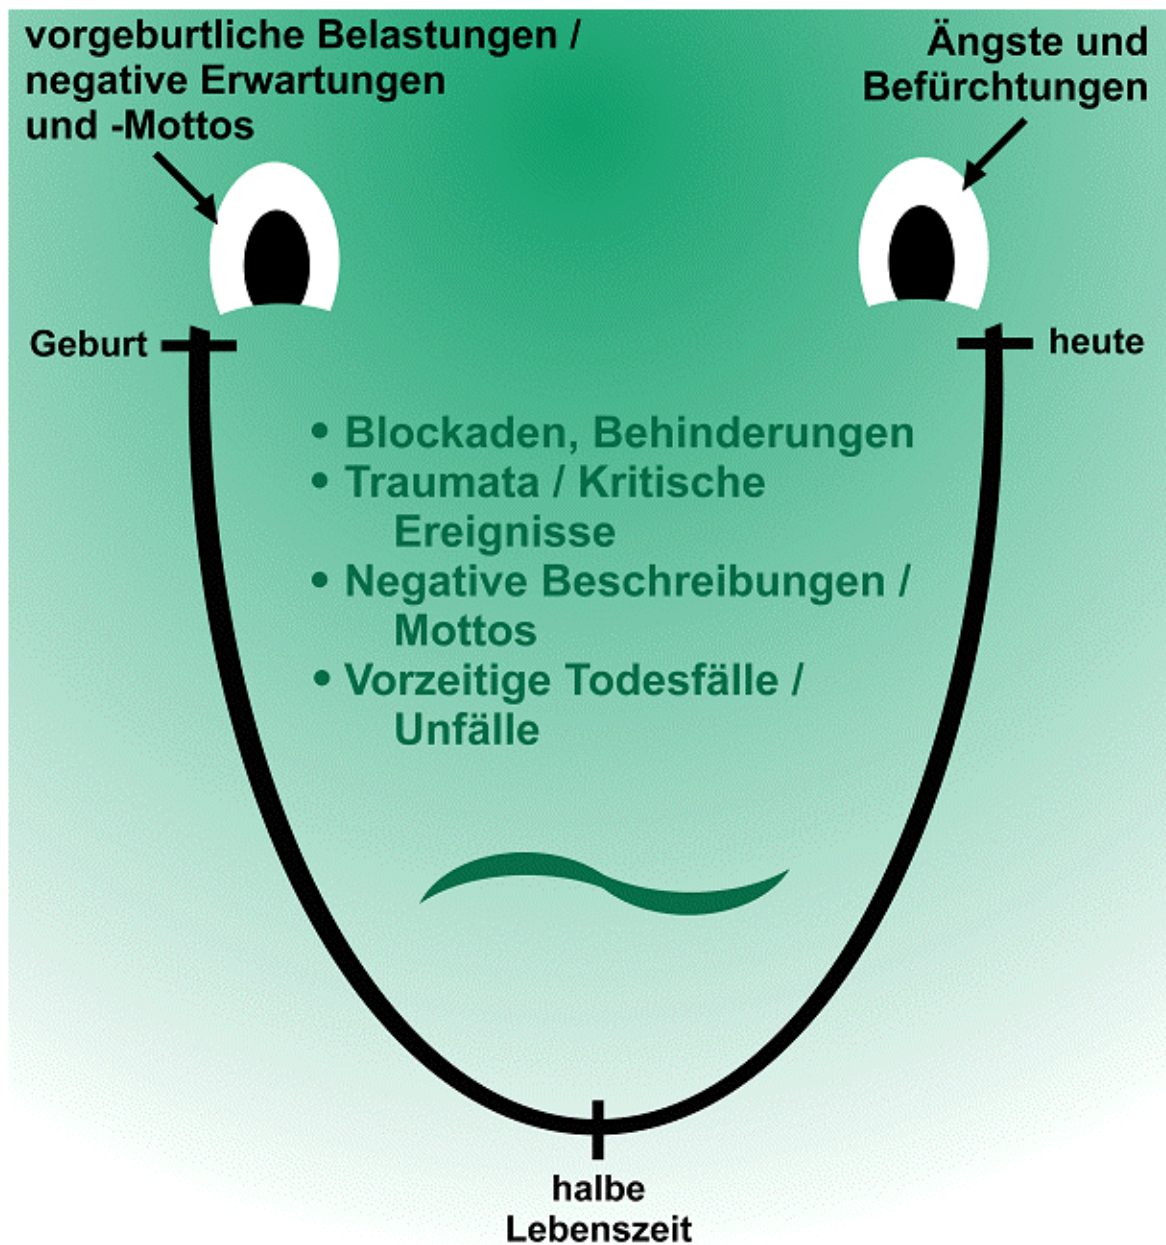 vorgeburtliche Belastungen /
negative Erwartungen
und -Mottos
Ängste und
Befürchtungen
Geburt
heute
• Blockaden, Behinderungen
• Traumata / Kritische
Ereignisse
• Negative Beschreibungen /
Mottos
• Vorzeitige Todesfälle /
Unfälle
halbe
Lebenszeit